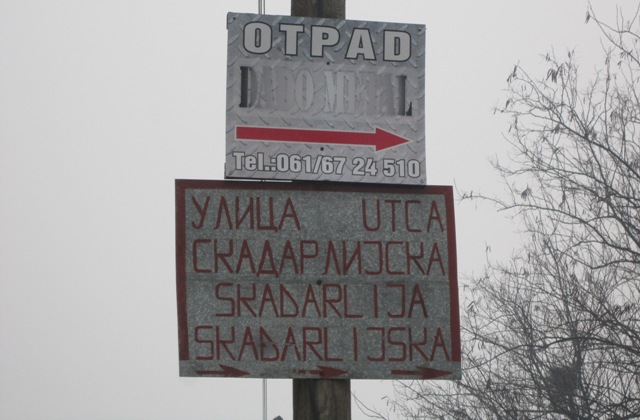 OTPAD
Tel.:061/67 24 510
УЛИЦА UTCA
СКАДАРЛИЈСКА
SKADARLIJA
SKADARLIJSKA